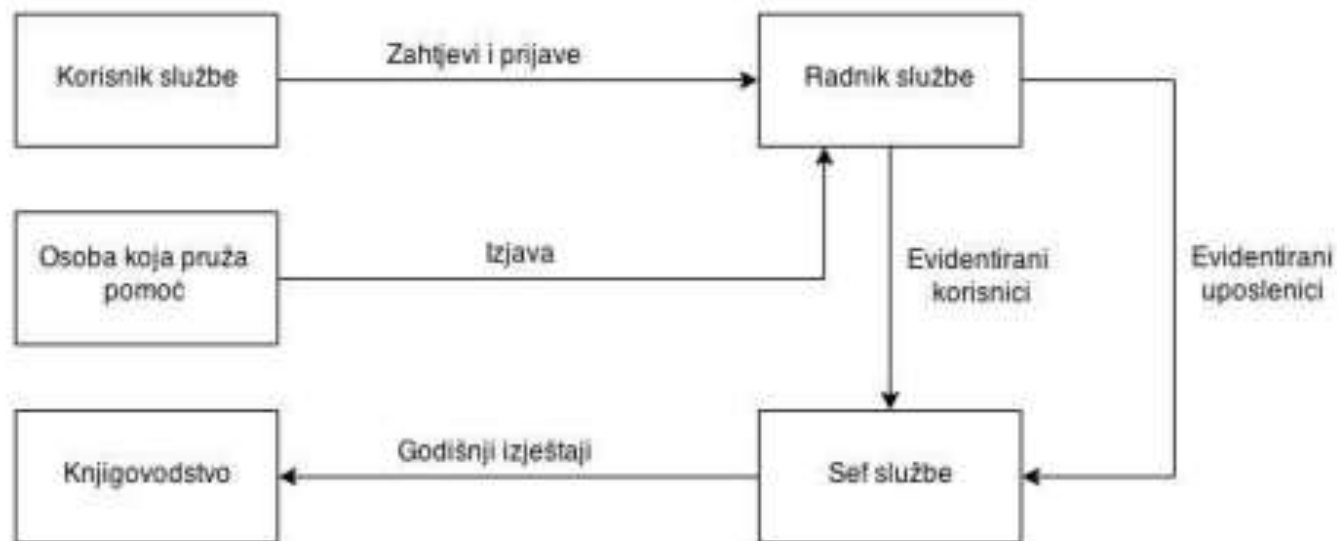 Korisnik službe
Zahtjevi i prijave
Radnik službe
Osoba koja pruža
pomoć
Izjava
Evidentirani
korisnici
Evidentirani
uposlenici
Knjigovodstvo
Godišnji izještaji
Sef službe